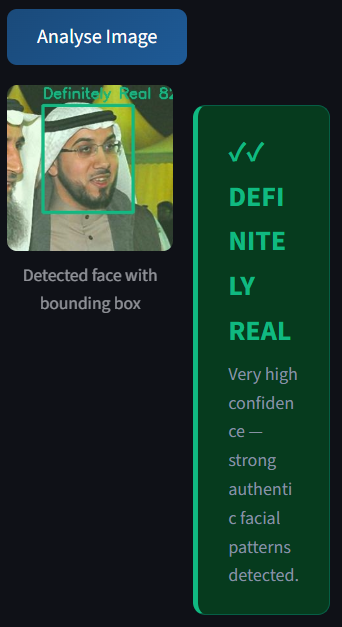 Analyse Image
Definitely Real 82
Detected face with
bounding box
✓✓
DEFI
NITE
LY
REAL
Very high
confiden
ce —
strong
authenti
c facial
patterns
detected.